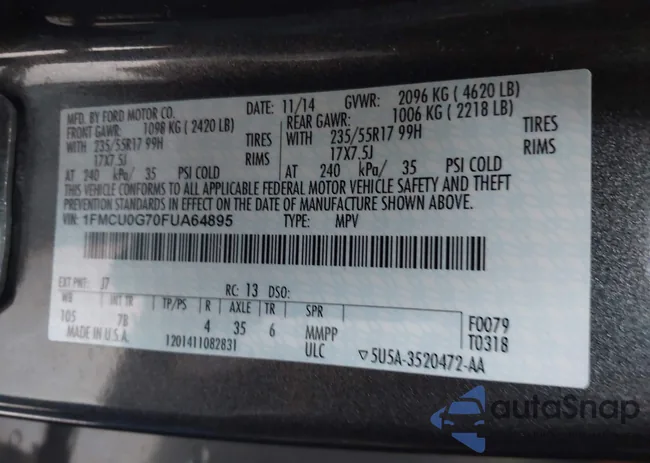 MFD. BY FORD MOTOR CO. DATE: 11/14 GVWR: 2096 KG ( 4620 LB)
FRONT GAWR: 1098 KG ( 2420 LB) REAR GAWR: 1006 KG ( 2218 LB)
WITH 235/55R17 99H TIRES WITH 235/55R17 99H TIRES
17X7.5J RIMS 17X7.5J RIMS
AT 240 kPa/ 35 PSI COLD AT 240 kPa/ 35 PSI COLD
THIS VEHICLE CONFORMS TO ALL APPLICABLE FEDERAL MOTOR VEHICLE SAFETY AND THEFT
PREVENTION STANDARDS IN EFFECT ON THE DATE OF MANUFACTURE SHOWN ABOVE.
VIN: 1FMCU0G70FUA64895 TYPE: MPV
EXT PNT: J7 RC: 13 DSO:
WB INT TR TP/PS R AXLE TR SPR
105 7B 4 35 6 MMPP F0079
MADE IN U.S.A. 1201411082831 ULC T0318
▽5U5A-3520472-AA
autoSnap